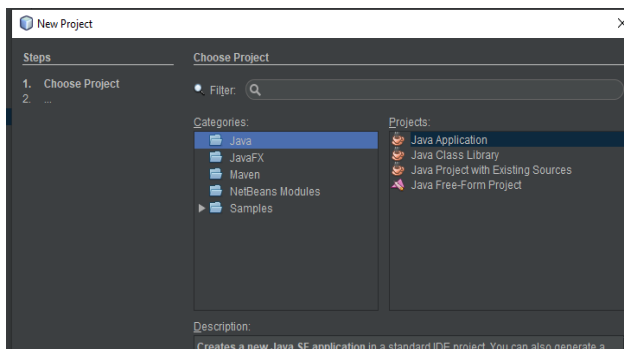 New Project
Steps
1. Choose Project
2. ...
Choose Project
Filter:
Categories:
Java
JavaFX
Maven
NetBeans Modules
Samples
Projects:
Java Application
Java Class Library
Java Project with Existing Sources
Java Free-Form Project
Description:
Creates a new Java SE application in a standard IDE project. You can also generate a